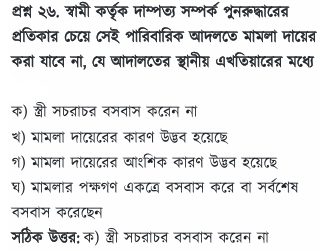 প্রশ্ন ২৬. স্বামী কর্তৃক দাম্পত্য সম্পর্ক পুনরুদ্ধারের
প্রতিকার চেয়ে সেই পারিবারিক আদলতে মামলা দায়ের
করা যাবে না, যে আদালতের স্থানীয় এখতিয়ারের মধ্যে
ক) স্ত্রী সচরাচর বসবাস করেন না
খ) মামলা দায়েরের কারণ উদ্ভব হয়েছে
গ) মামলা দায়েরের আংশিক কারণ উদ্ভব হয়েছে
ঘ) মামলার পক্ষগণ একত্রে বসবাস করে বা সর্বশেষ
বসবাস করেছেন
সঠিক উত্তর: ক) স্ত্রী সচরাচর বসবাস করেন না